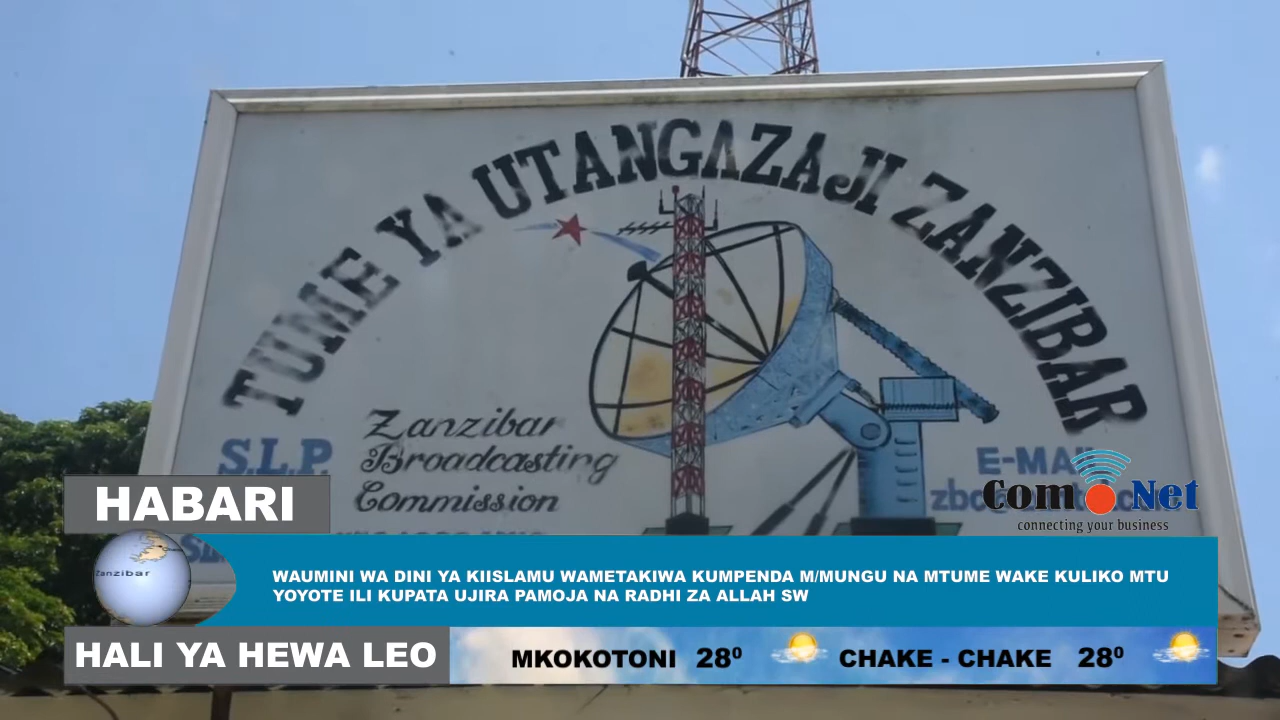 TUME YA UTANGAZAJI ZANZIBAR
Zanzibar
Broadcasting
Commission
S.L.P.
Com Net
connecting your business
HABARI
Zanzibar
WAUMINI WA DINI YA KIISLAMU WAMETAKIWA KUMPENDA M/MUNGU NA MTUME WAKE KULIKO MTU
YOYOTE ILI KUPATA UJIRA PAMOJA NA RADHI ZA ALLAH SW
HALI YA HEWA LEO
MKOKOTONI 28⁰ CHAKE - CHAKE 28⁰